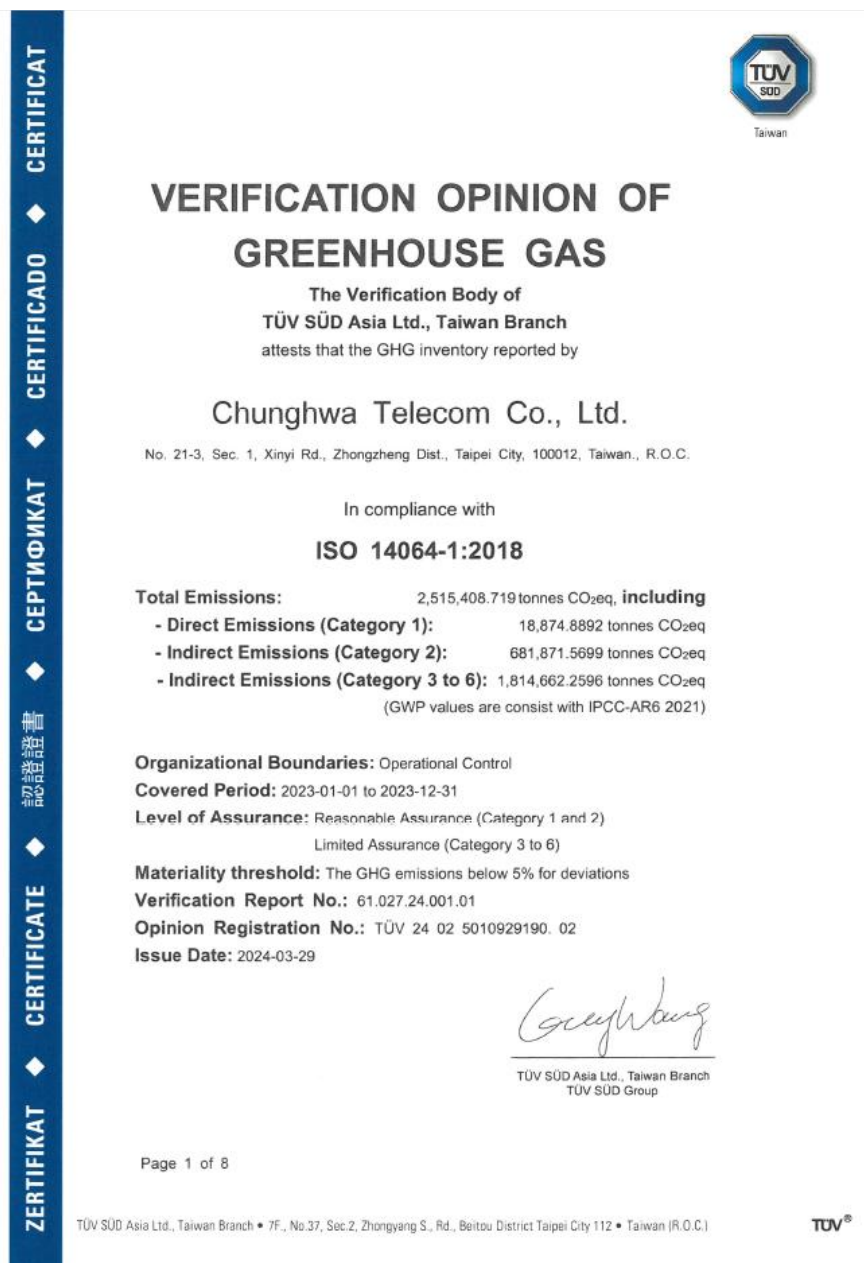 TÜV
SÜD
Taiwan
VERIFICATION OPINION OF
GREENHOUSE GAS
The Verification Body of
TÜV SÜD Asia Ltd., Taiwan Branch
attests that the GHG inventory reported by
Chunghwa Telecom Co., Ltd.
No. 21-3, Sec. 1, Xinyi Rd., Zhongzheng Dist., Taipei City, 100012, Taiwan., R.O.C.
In compliance with
ISO 14064-1:2018
Total Emissions: 2,515,408.719 tonnes CO₂eq, including
- Direct Emissions (Category 1): 18,874.8892 tonnes CO₂eq
- Indirect Emissions (Category 2): 681,871.5699 tonnes CO₂eq
- Indirect Emissions (Category 3 to 6): 1,814,662.2596 tonnes CO₂eq
(GWP values are consist with IPCC-AR6 2021)
Organizational Boundaries: Operational Control
Covered Period: 2023-01-01 to 2023-12-31
Level of Assurance: Reasonable Assurance (Category 1 and 2)
Limited Assurance (Category 3 to 6)
Materiality threshold: The GHG emissions below 5% for deviations
Verification Report No.: 61.027.24.001.01
Opinion Registration No.: TÜV 24 02 5010929190. 02
Issue Date: 2024-03-29
TÜV SÜD Asia Ltd., Taiwan Branch
TÜV SÜD Group
Page 1 of 8
TÜV SÜD Asia Ltd., Taiwan Branch • 7F., No.37, Sec.2, Zhongyang S., Rd., Beitou District Taipei City 112 • Taiwan (R.O.C.)
TÜV®
ZERTIFIKAT ◆ CERTIFICATE ◆ 認證證書 ◆ СЕРТИФИКАТ ◆ CERTIFICADO ◆ CERTIFICAT